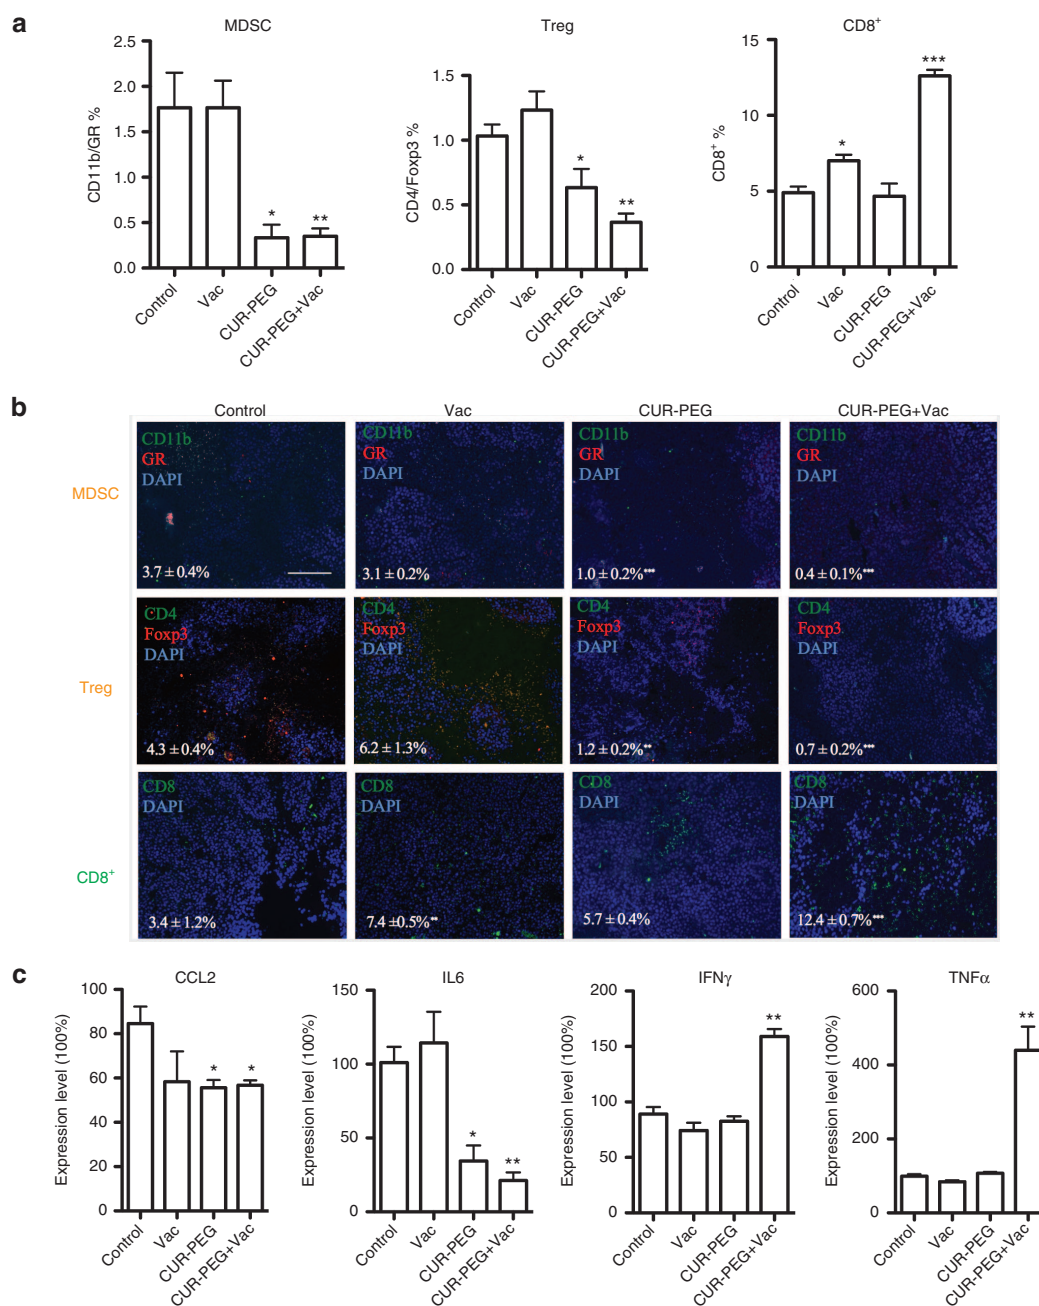 a
MDSC
CD11b/GR %
2.5
2.0
1.5
1.0
0.5
0.0
*
**
Control
Vac
CUR-PEG
CUR-PEG+Vac
Treg
CD4/Foxp3 %
1.5
1.0
0.5
0.0
*
**
Control
Vac
CUR-PEG
CUR-PEG+Vac
CD8⁺
CD8⁺ %
15
10
5
0
*
***
Control
Vac
CUR-PEG
CUR-PEG+Vac
b
Control
Vac
CUR-PEG
CUR-PEG+Vac
MDSC
CD11b
GR
DAPI
3.7 ± 0.4%
CD11b
GR
DAPI
3.1 ± 0.2%
CD11b
GR
DAPI
1.0 ± 0.2%***
CD11b
GR
DAPI
0.4 ± 0.1%***
Treg
CD4
Foxp3
DAPI
4.3 ± 0.4%
CD4
Foxp3
DAPI
6.2 ± 1.3%
CD4
Foxp3
DAPI
1.2 ± 0.2%**
CD4
Foxp3
DAPI
0.7 ± 0.2%***
CD8⁺
CD8
DAPI
3.4 ± 1.2%
CD8
DAPI
7.4 ±0.5%**
CD8
DAPI
5.7 ± 0.4%
CD8
DAPI
12.4 ± 0.7%***
c
CCL2
Expression level (100%)
100
80
60
40
20
0
*
*
Control
Vac
CUR-PEG
CUR-PEG+Vac
IL6
Expression level (100%)
150
100
50
0
*
**
Control
Vac
CUR-PEG
CUR-PEG+Vac
IFNγ
Expression level (100%)
200
150
100
50
0
**
Control
Vac
CUR-PEG
CUR-PEG+Vac
TNFα
Expression level (100%)
600
400
200
0
**
Control
Vac
CUR-PEG
CUR-PEG+Vac